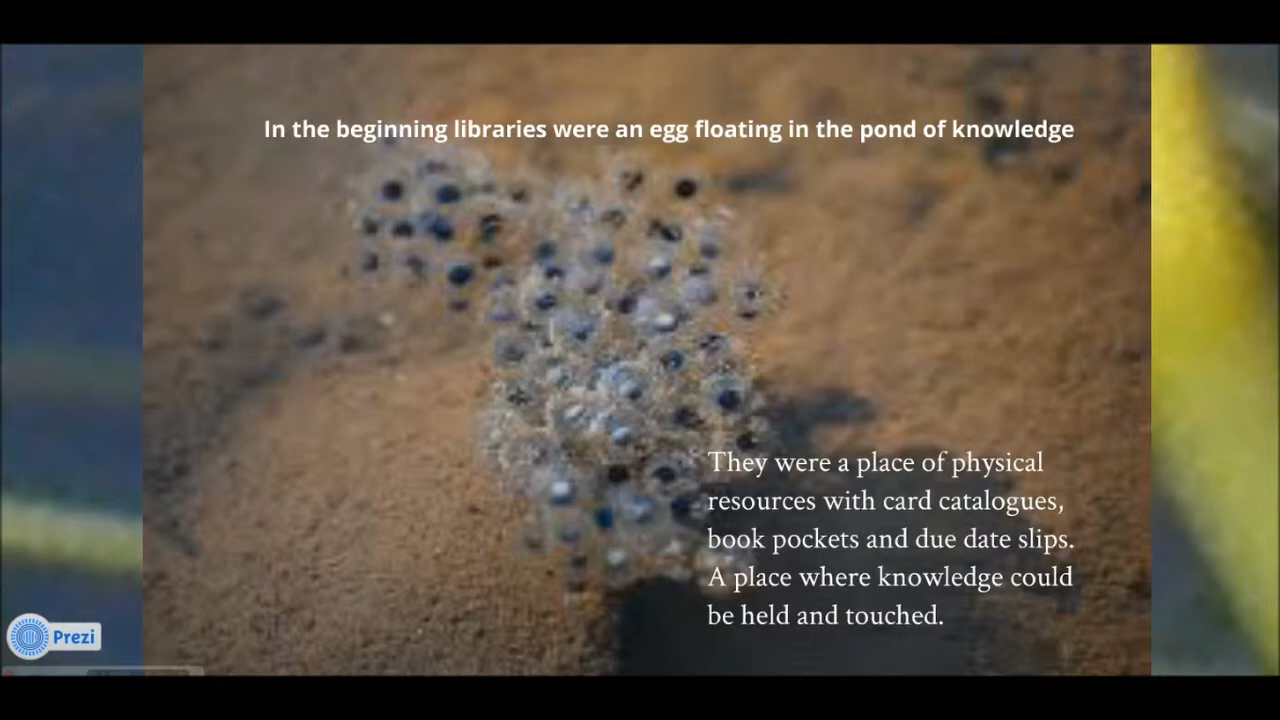 In the beginning libraries were an egg floating in the pond of knowledge
They were a place of physical
resources with card catalogues,
book pockets and due date slips.
A place where knowledge could
be held and touched.
Prezi